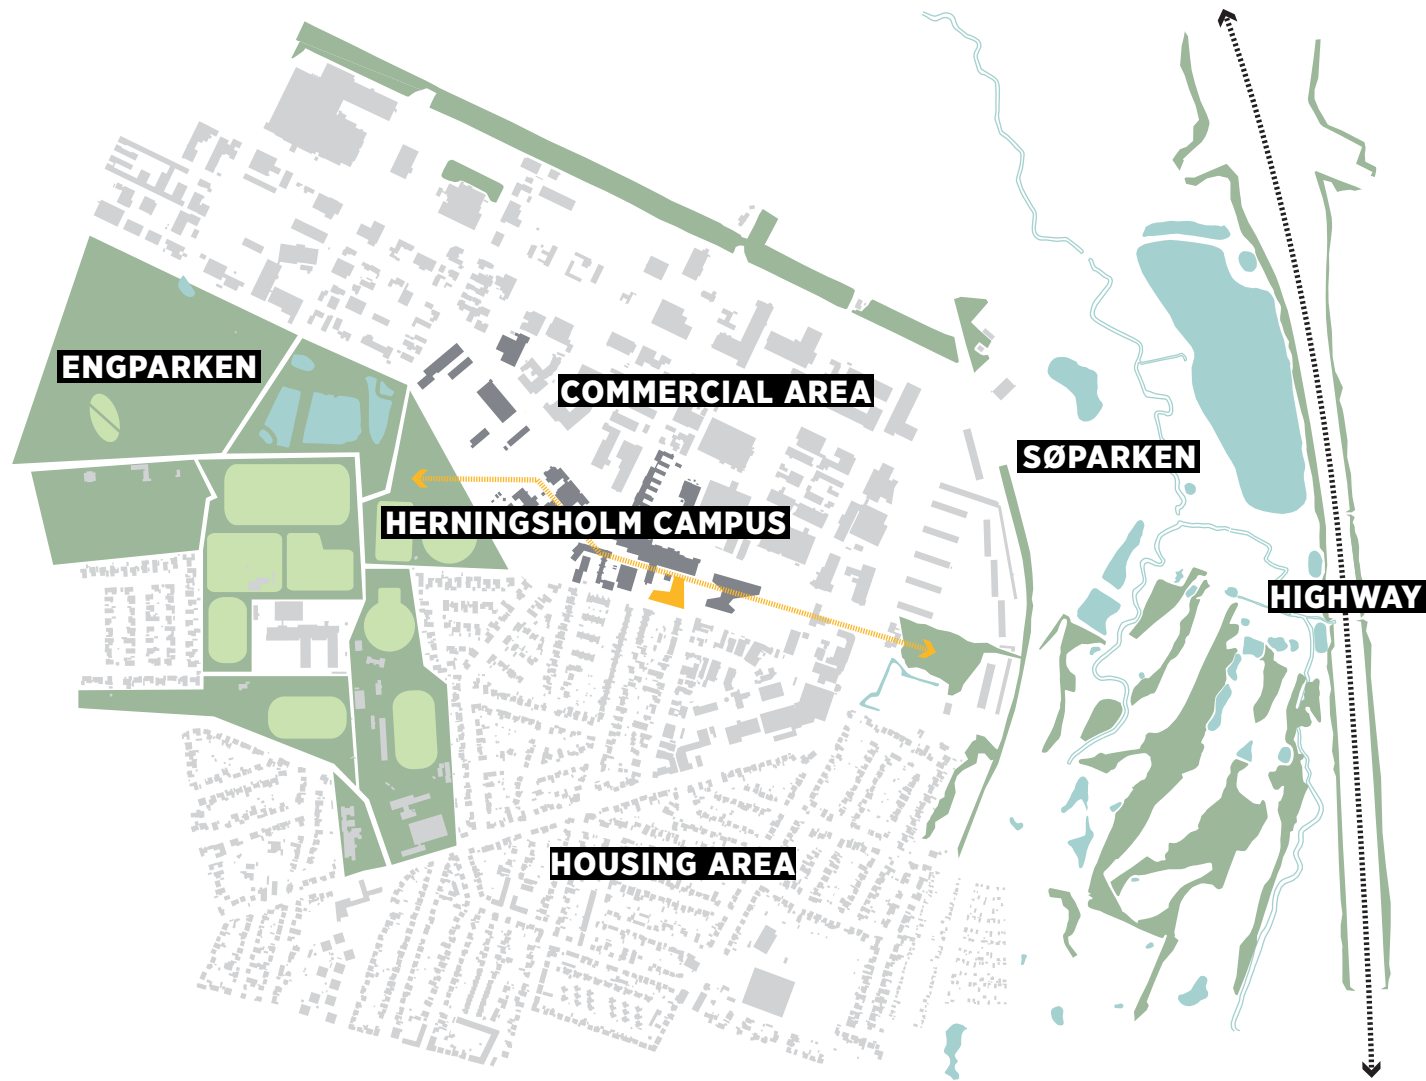 ENGPARKEN
COMMERCIAL AREA
SØPARKEN
HERNINGSHOLM CAMPUS
HIGHWAY
HOUSING AREA